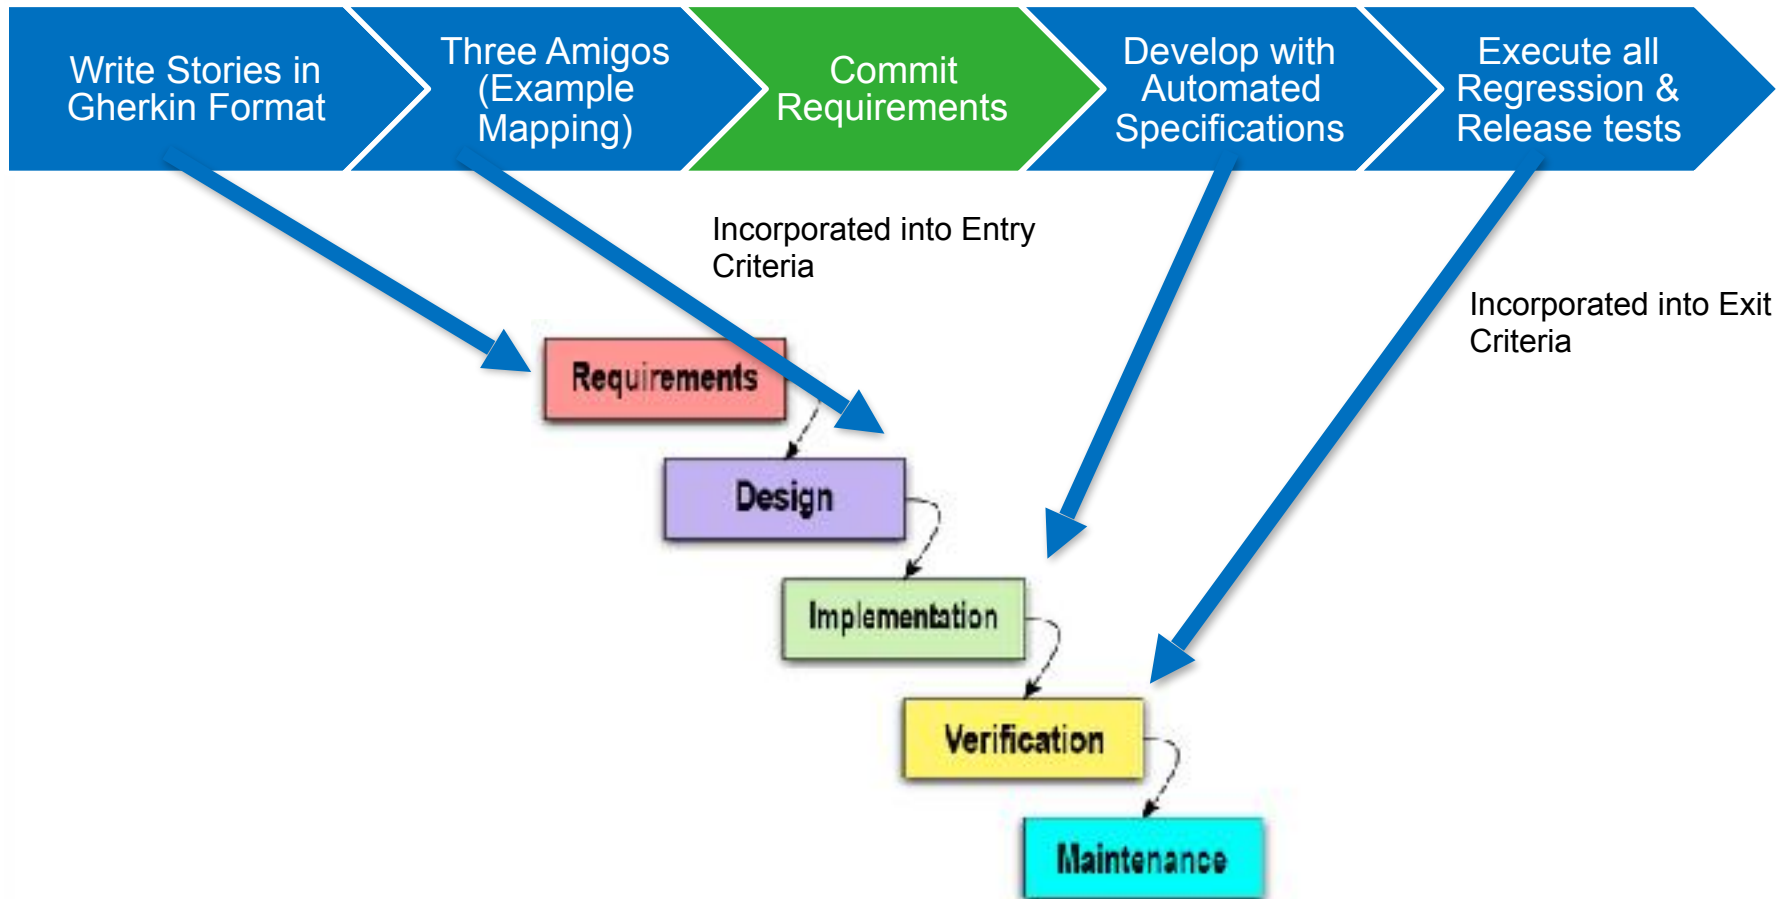 Write Stories in
Gherkin Format
Three Amigos
(Example
Mapping)
Commit
Requirements
Develop with
Automated
Specifications
Execute all
Regression &
Release tests
Incorporated into Entry
Criteria
Incorporated into Exit
Criteria
Requirements
Design
Implementation
Verification
Maintenance